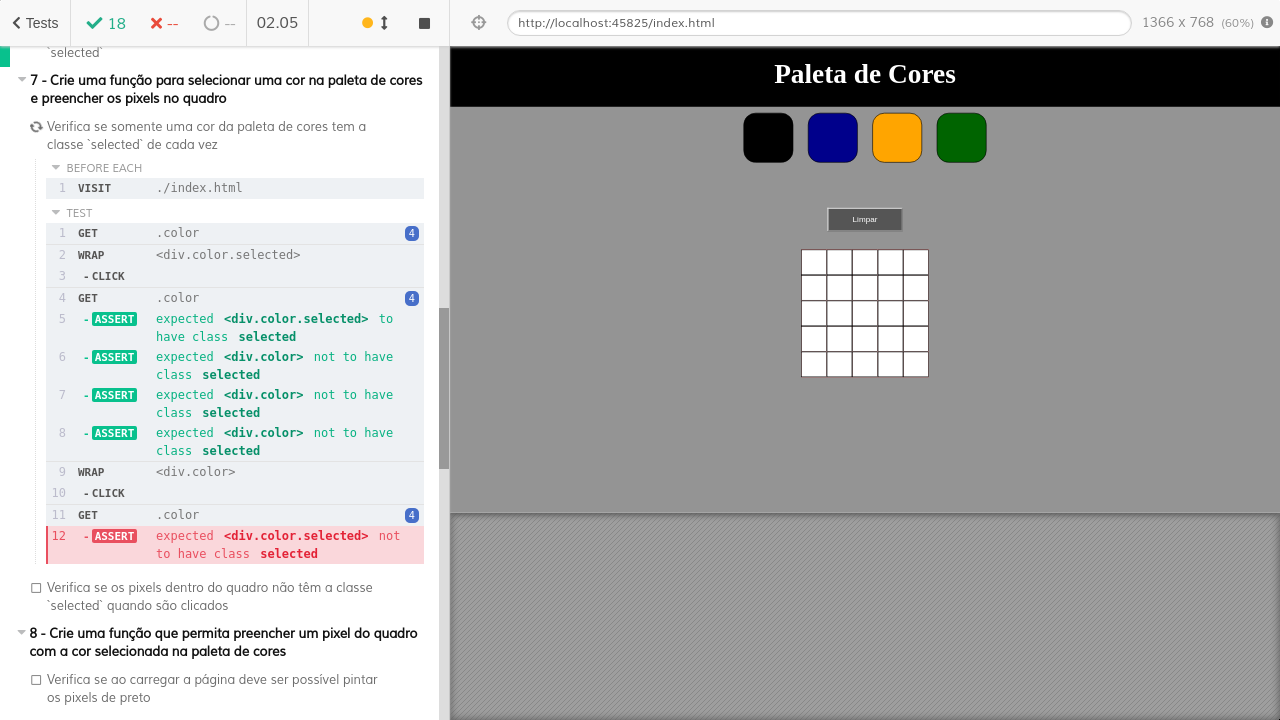 Tests
18
--
--
02.05
http://localhost:45825/index.html
1366 x 768 (60%)
`selected`
7 - Crie uma função para selecionar uma cor na paleta de cores
e preencher os pixels no quadro
Verifica se somente uma cor da paleta de cores tem a
classe `selected` de cada vez
BEFORE EACH
1 VISIT ./index.html
TEST
1 GET .color 4
2 WRAP <div.color.selected>
3 -CLICK
4 GET .color 4
5 -ASSERT expected <div.color.selected> to
have class selected
6 -ASSERT expected <div.color> not to have
class selected
7 -ASSERT expected <div.color> not to have
class selected
8 -ASSERT expected <div.color> not to have
class selected
9 WRAP <div.color>
10 -CLICK
11 GET .color 4
12 -ASSERT expected <div.color.selected> not
to have class selected
Verifica se os pixels dentro do quadro não têm a classe
`selected` quando são clicados
8 - Crie uma função que permita preencher um pixel do quadro
com a cor selecionada na paleta de cores
Verifica se ao carregar a página deve ser possível pintar
os pixels de preto
Paleta de Cores
Limpar